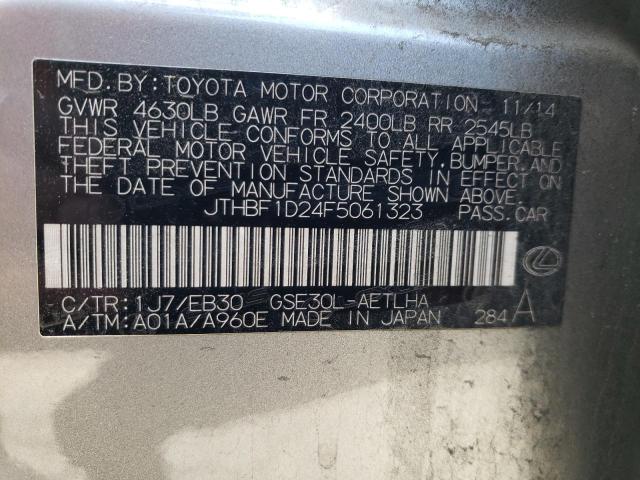 MFD. BY: TOYOTA MOTOR CORPORATION 11/14
GVWR 4630LB GAWR FR 2400LB RR 2545LB
THIS VEHICLE CONFORMS TO ALL APPLICABLE
FEDERAL MOTOR VEHICLE SAFETY, BUMPER, AND
THEFT PREVENTION STANDARDS IN EFFECT ON
THE DATE OF MANUFACTURE SHOWN ABOVE.
JTHBF1D24F5061323 PASS. CAR
C/TR: 1J7/EB30 GSE30L-AETLHA
A/TM: A01A/A960E MADE IN JAPAN 284 A